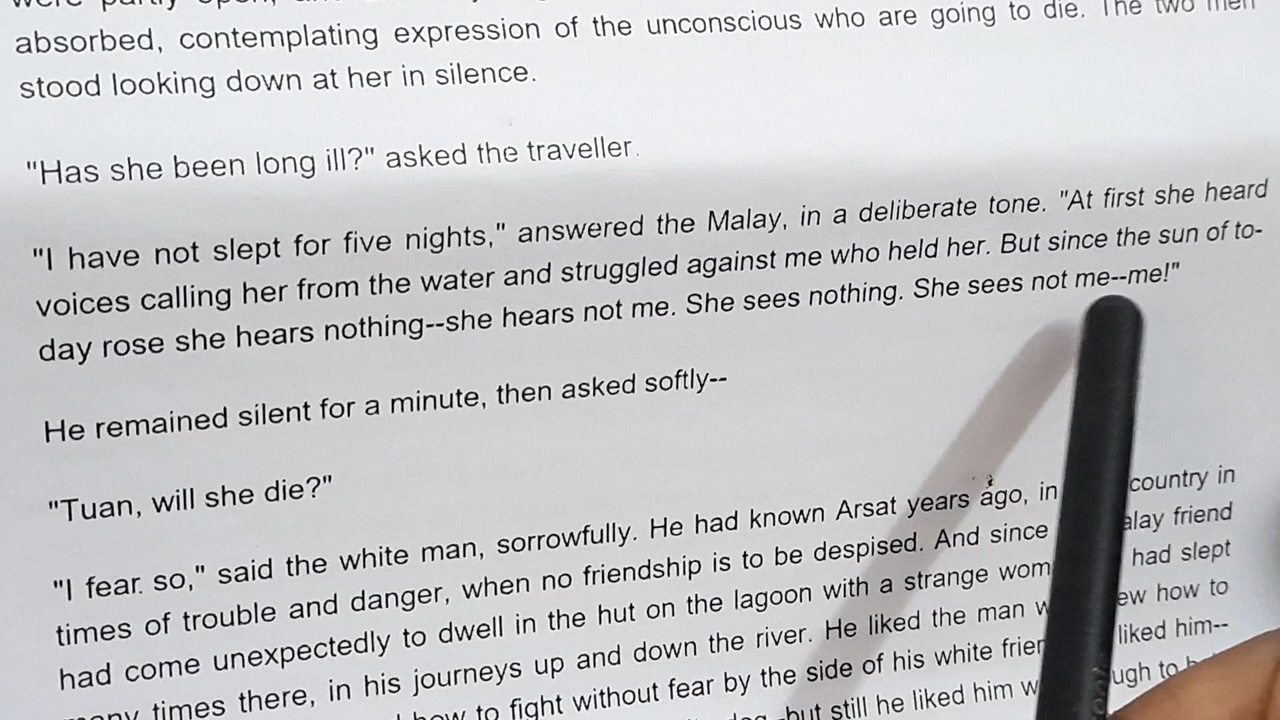 were partly open,
absorbed, contemplating expression of the unconscious who are going to die. The two men
stood looking down at her in silence.
"Has she been long ill?" asked the traveller.
"I have not slept for five nights," answered the Malay, in a deliberate tone. "At first she heard
voices calling her from the water and struggled against me who held her. But since the sun of to-
day rose she hears nothing--she hears not me. She sees nothing. She sees not me--me!"
He remained silent for a minute, then asked softly--
"Tuan, will she die?"
"I fear. so," said the white man, sorrowfully. He had known Arsat years ago, in country in
times of trouble and danger, when no friendship is to be despised. And since alay friend
had come unexpectedly to dwell in the hut on the lagoon with a strange wom had slept
many times there, in his journeys up and down the river. He liked the man w ew how to
how to fight without fear by the side of his white frien liked him--
but still he liked him w ugh to